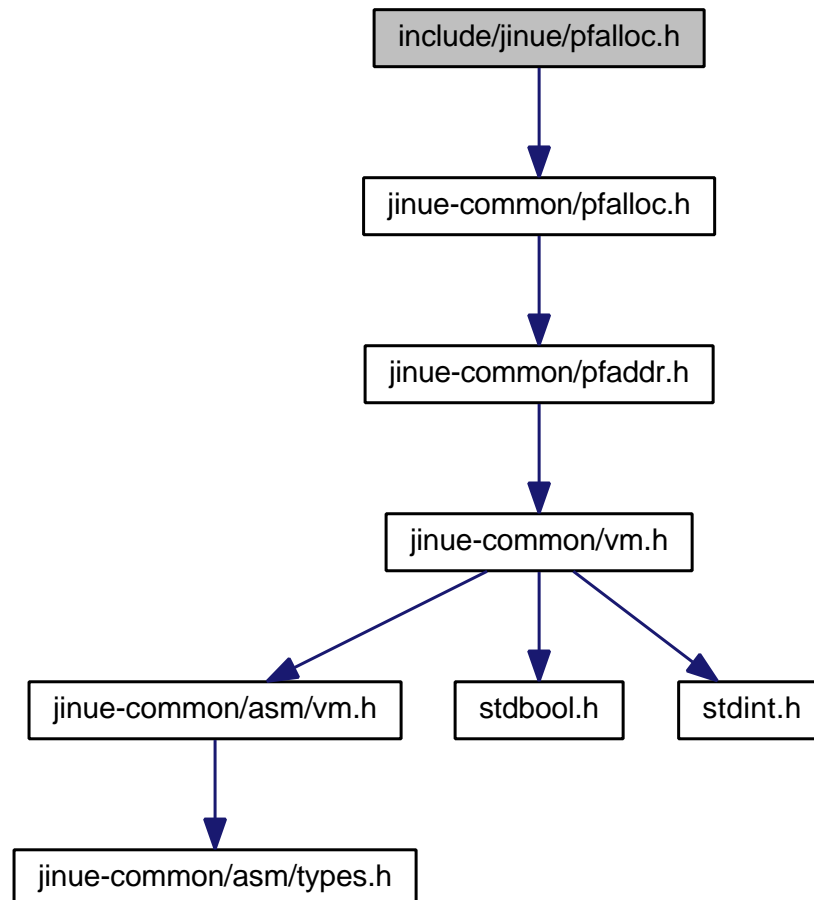 include/jinue/pfalloc.h
jinue-common/pfalloc.h
jinue-common/pfaddr.h
jinue-common/vm.h
jinue-common/asm/vm.h
stdbool.h
stdint.h
jinue-common/asm/types.h